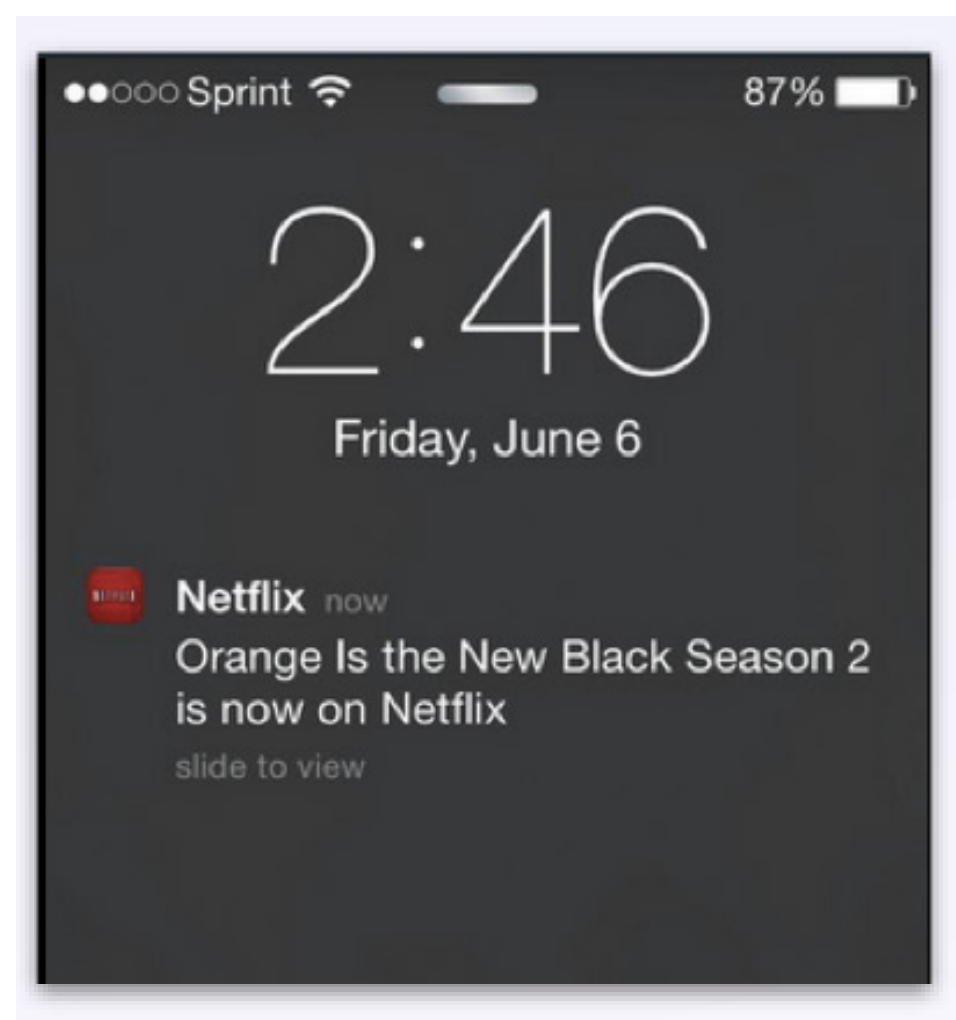 Sprint 87%
2:46
Friday, June 6
NETFLIX
Netflix now
Orange Is the New Black Season 2
is now on Netflix
slide to view